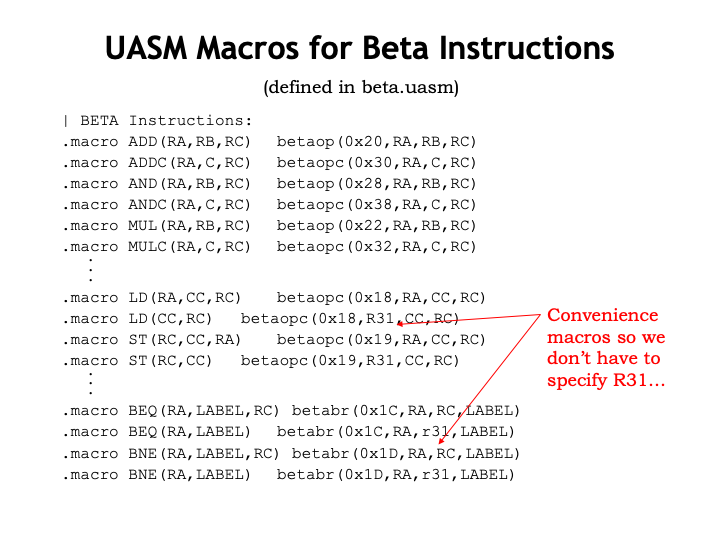 UASM Macros for Beta Instructions
(defined in beta.uasm)
| BETA Instructions:
.macro ADD(RA,RB,RC) betaop(0x20,RA,RB,RC)
.macro ADDC(RA,C,RC) betaopc(0x30,RA,C,RC)
.macro AND(RA,RB,RC) betaop(0x28,RA,RB,RC)
.macro ANDC(RA,C,RC) betaopc(0x38,RA,C,RC)
.macro MUL(RA,RB,RC) betaop(0x22,RA,RB,RC)
.macro MULC(RA,C,RC) betaopc(0x32,RA,C,RC)
.
.
.
.macro LD(RA,CC,RC) betaopc(0x18,RA,CC,RC)
.macro LD(CC,RC) betaopc(0x18,R31,CC,RC)
.macro ST(RC,CC,RA) betaopc(0x19,RA,CC,RC)
.macro ST(RC,CC) betaopc(0x19,R31,CC,RC)
.
.
.
.macro BEQ(RA,LABEL,RC) betabr(0x1C,RA,RC,LABEL)
.macro BEQ(RA,LABEL) betabr(0x1C,RA,r31,LABEL)
.macro BNE(RA,LABEL,RC) betabr(0x1D,RA,RC,LABEL)
.macro BNE(RA,LABEL) betabr(0x1D,RA,r31,LABEL)
Convenience
macros so we
don’t have to
specify R31…